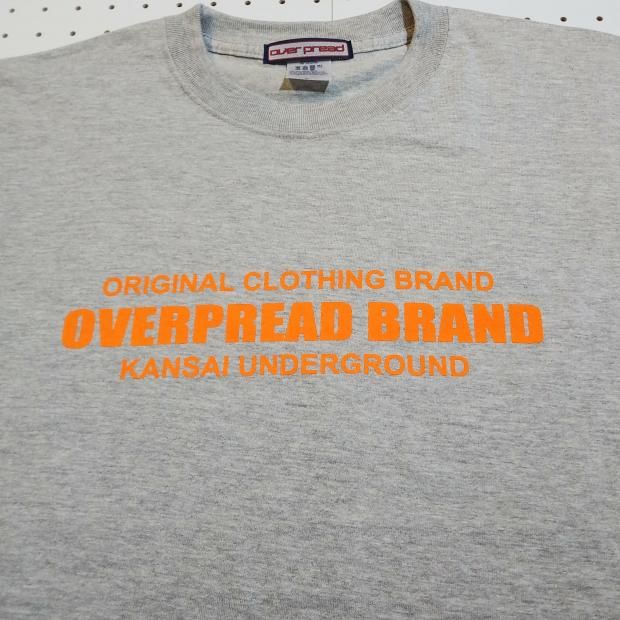 over pread
ORIGINAL CLOTHING BRAND
OVERPREAD BRAND
KANSAI UNDERGROUND